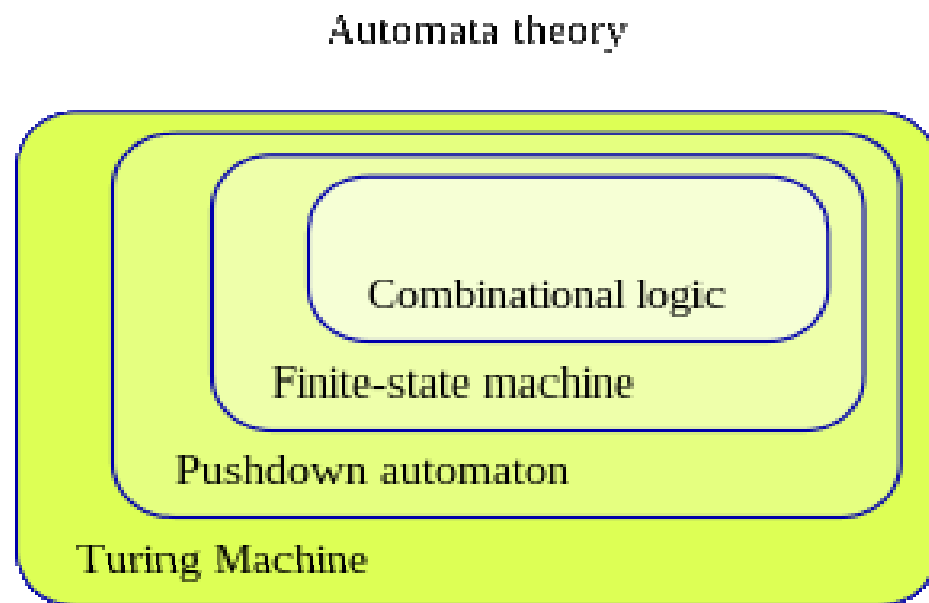 Automata theory
Combinational logic
Finite-state machine
Pushdown automaton
Turing Machine